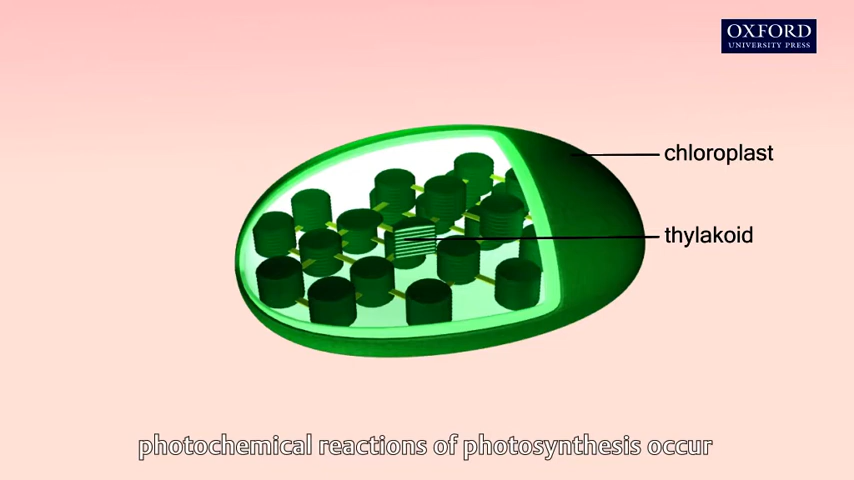 OXFORD
UNIVERSITY PRESS
chloroplast
thylakoid
photochemical reactions of photosynthesis occur